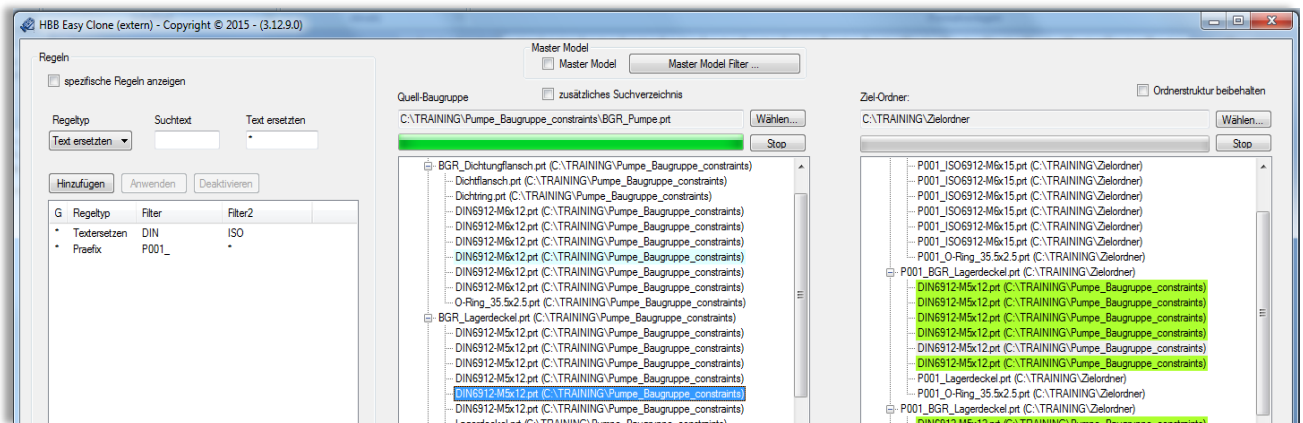 HBB Easy Clone (extern) - Copyright © 2015 - (3.12.9.0)
Regeln
spezifische Regeln anzeigen
Regeltyp Suchtext Text ersetzten
Text ersetzten *
Hinzufügen Anwenden Deaktivieren
G Regeltyp Filter Filter2
* Textersetzen DIN ISO
* Praefix P001_ *
Master Model
Master Model Master Model Filter ...
Quell-Baugruppe zusätzliches Suchverzeichnis
C:\TRAINING\Pumpe_Baugruppe_constraints\BGR_Pumpe.prt Wählen...
Stop
BGR_Dichtungflansch.prt (C:\TRAINING\Pumpe_Baugruppe_constraints)
Dichtflansch.prt (C:\TRAINING\Pumpe_Baugruppe_constraints)
Dichtring.prt (C:\TRAINING\Pumpe_Baugruppe_constraints)
DIN6912-M6x12.prt (C:\TRAINING\Pumpe_Baugruppe_constraints)
DIN6912-M6x12.prt (C:\TRAINING\Pumpe_Baugruppe_constraints)
DIN6912-M6x12.prt (C:\TRAINING\Pumpe_Baugruppe_constraints)
DIN6912-M6x12.prt (C:\TRAINING\Pumpe_Baugruppe_constraints)
DIN6912-M6x12.prt (C:\TRAINING\Pumpe_Baugruppe_constraints)
DIN6912-M6x12.prt (C:\TRAINING\Pumpe_Baugruppe_constraints)
O-Ring_35.5x2.5.prt (C:\TRAINING\Pumpe_Baugruppe_constraints)
BGR_Lagerdeckel.prt (C:\TRAINING\Pumpe_Baugruppe_constraints)
DIN6912-M5x12.prt (C:\TRAINING\Pumpe_Baugruppe_constraints)
DIN6912-M5x12.prt (C:\TRAINING\Pumpe_Baugruppe_constraints)
DIN6912-M5x12.prt (C:\TRAINING\Pumpe_Baugruppe_constraints)
DIN6912-M5x12.prt (C:\TRAINING\Pumpe_Baugruppe_constraints)
DIN6912-M5x12.prt (C:\TRAINING\Pumpe_Baugruppe_constraints)
DIN6912-M5x12.prt (C:\TRAINING\Pumpe_Baugruppe_constraints)
Lagerdeckel.prt (C:\TRAINING\Pumpe_Baugruppe_constraints)
Ziel-Ordner: Ordnerstruktur beibehalten
C:\TRAINING\Zielordner Wählen...
Stop
P001_ISO6912-M6x15.prt (C:\TRAINING\Zielordner)
P001_ISO6912-M6x15.prt (C:\TRAINING\Zielordner)
P001_ISO6912-M6x15.prt (C:\TRAINING\Zielordner)
P001_ISO6912-M6x15.prt (C:\TRAINING\Zielordner)
P001_ISO6912-M6x15.prt (C:\TRAINING\Zielordner)
P001_ISO6912-M6x15.prt (C:\TRAINING\Zielordner)
P001_O-Ring_35.5x2.5.prt (C:\TRAINING\Zielordner)
P001_BGR_Lagerdeckel.prt (C:\TRAINING\Zielordner)
DIN6912-M5x12.prt (C:\TRAINING\Pumpe_Baugruppe_constraints)
DIN6912-M5x12.prt (C:\TRAINING\Pumpe_Baugruppe_constraints)
DIN6912-M5x12.prt (C:\TRAINING\Pumpe_Baugruppe_constraints)
DIN6912-M5x12.prt (C:\TRAINING\Pumpe_Baugruppe_constraints)
DIN6912-M5x12.prt (C:\TRAINING\Pumpe_Baugruppe_constraints)
DIN6912-M5x12.prt (C:\TRAINING\Pumpe_Baugruppe_constraints)
P001_Lagerdeckel.prt (C:\TRAINING\Zielordner)
P001_O-Ring_35.5x2.5.prt (C:\TRAINING\Zielordner)
P001_BGR_Lagerdeckel.prt (C:\TRAINING\Zielordner)
DIN6912-M5x12.prt (C:\TRAINING\Pumpe_Baugruppe_constraints)